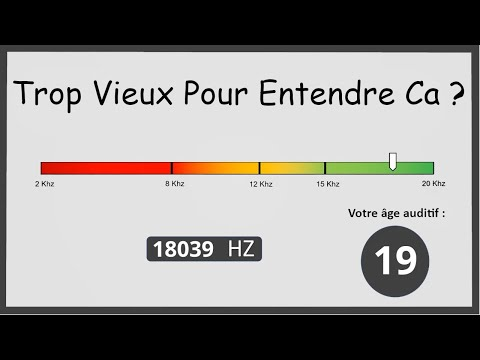 Trop Vieux Pour Entendre Ca ?
2 Khz 8 Khz 12 Khz 15 Khz 20 Khz
Votre âge auditif :
18039 HZ
19